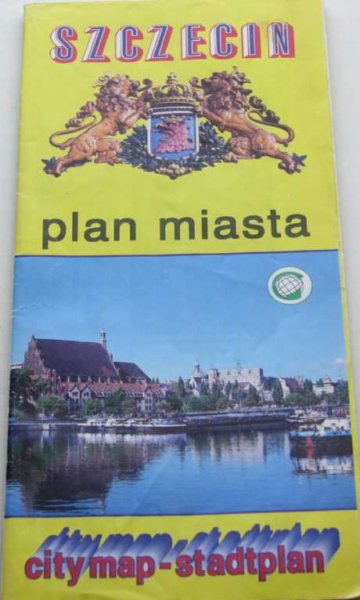 SZCZECIN
plan miasta
city map - stadtplan